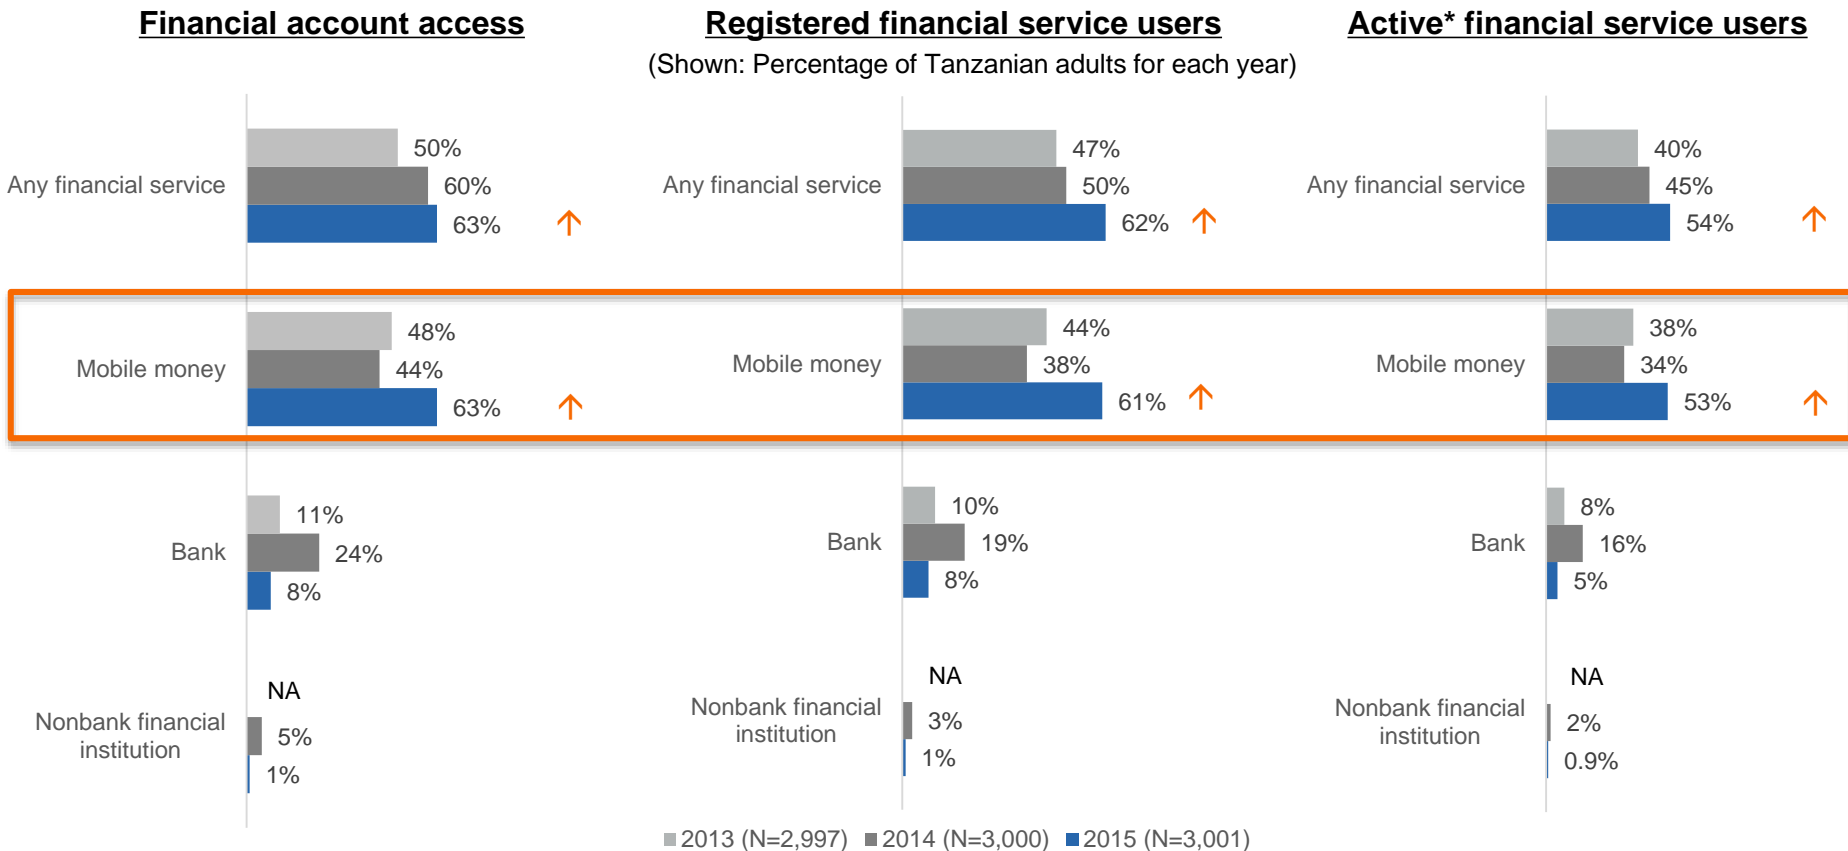 Financial account access
Registered financial service users
Active* financial service users
(Shown: Percentage of Tanzanian adults for each year)
Any financial service
50%
60%
63%
Mobile money
48%
44%
63%
Bank
11%
24%
8%
Nonbank financial
institution
NA
5%
1%
Any financial service
47%
50%
62%
Mobile money
44%
38%
61%
Bank
10%
19%
8%
Nonbank financial
institution
NA
3%
1%
Any financial service
40%
45%
54%
Mobile money
38%
34%
53%
Bank
8%
16%
5%
Nonbank financial
institution
NA
2%
0.9%
2013 (N=2,997) 2014 (N=3,000) 2015 (N=3,001)